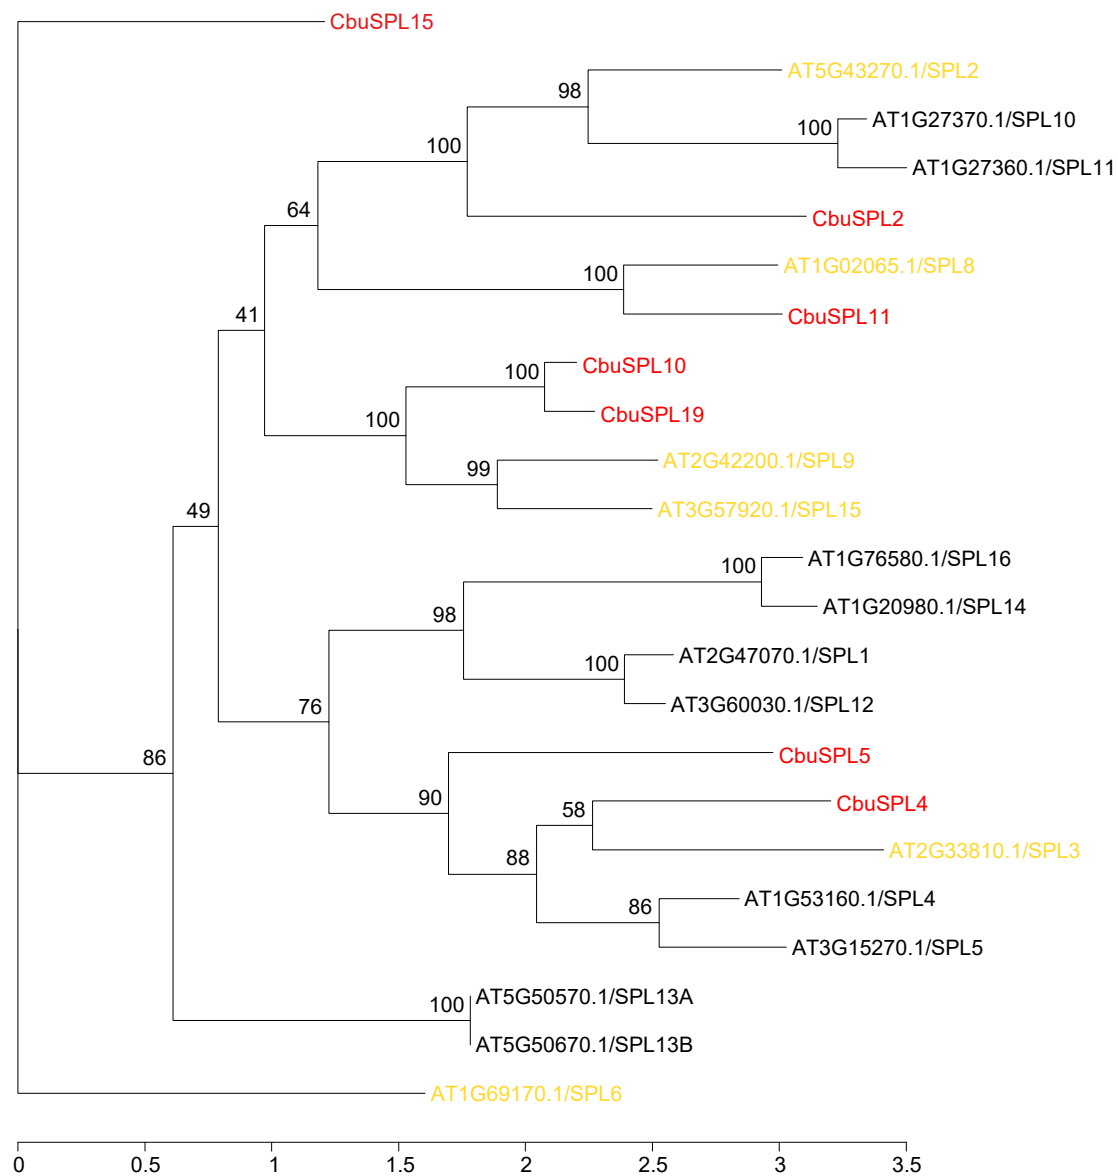 CbuSPL15
AT5G43270.1/SPL2
98
AT1G27370.1/SPL10
100
100
AT1G27360.1/SPL11
64
CbuSPL2
AT1G02065.1/SPL8
100
CbuSPL11
41
CbuSPL10
100
CbuSPL19
100
AT2G42200.1/SPL9
99
AT3G57920.1/SPL15
49
AT1G76580.1/SPL16
100
AT1G20980.1/SPL14
98
AT2G47070.1/SPL1
100
AT3G60030.1/SPL12
76
CbuSPL5
86
90
CbuSPL4
58
AT2G33810.1/SPL3
88
AT1G53160.1/SPL4
86
AT3G15270.1/SPL5
AT5G50570.1/SPL13A
100
AT5G50670.1/SPL13B
AT1G69170.1/SPL6
0 0.5 1 1.5 2 2.5 3 3.5